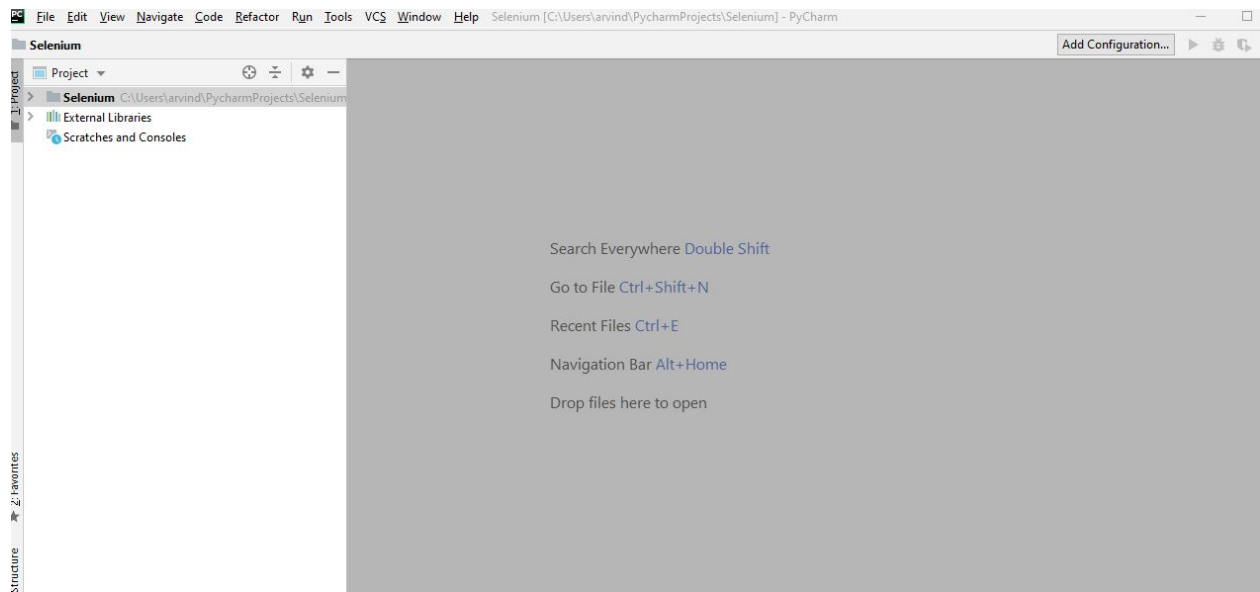 PC File Edit View Navigate Code Refactor Run Tools VCS Window Help Selenium [C:\Users\arvind\PycharmProjects\Selenium] - PyCharm
Selenium Add Configuration...
1: Project
Project
Selenium C:\Users\arvind\PycharmProjects\Selenium
External Libraries
Scratches and Consoles
Search Everywhere Double Shift
Go to File Ctrl+Shift+N
Recent Files Ctrl+E
Navigation Bar Alt+Home
Drop files here to open
2: Favorites
Structure